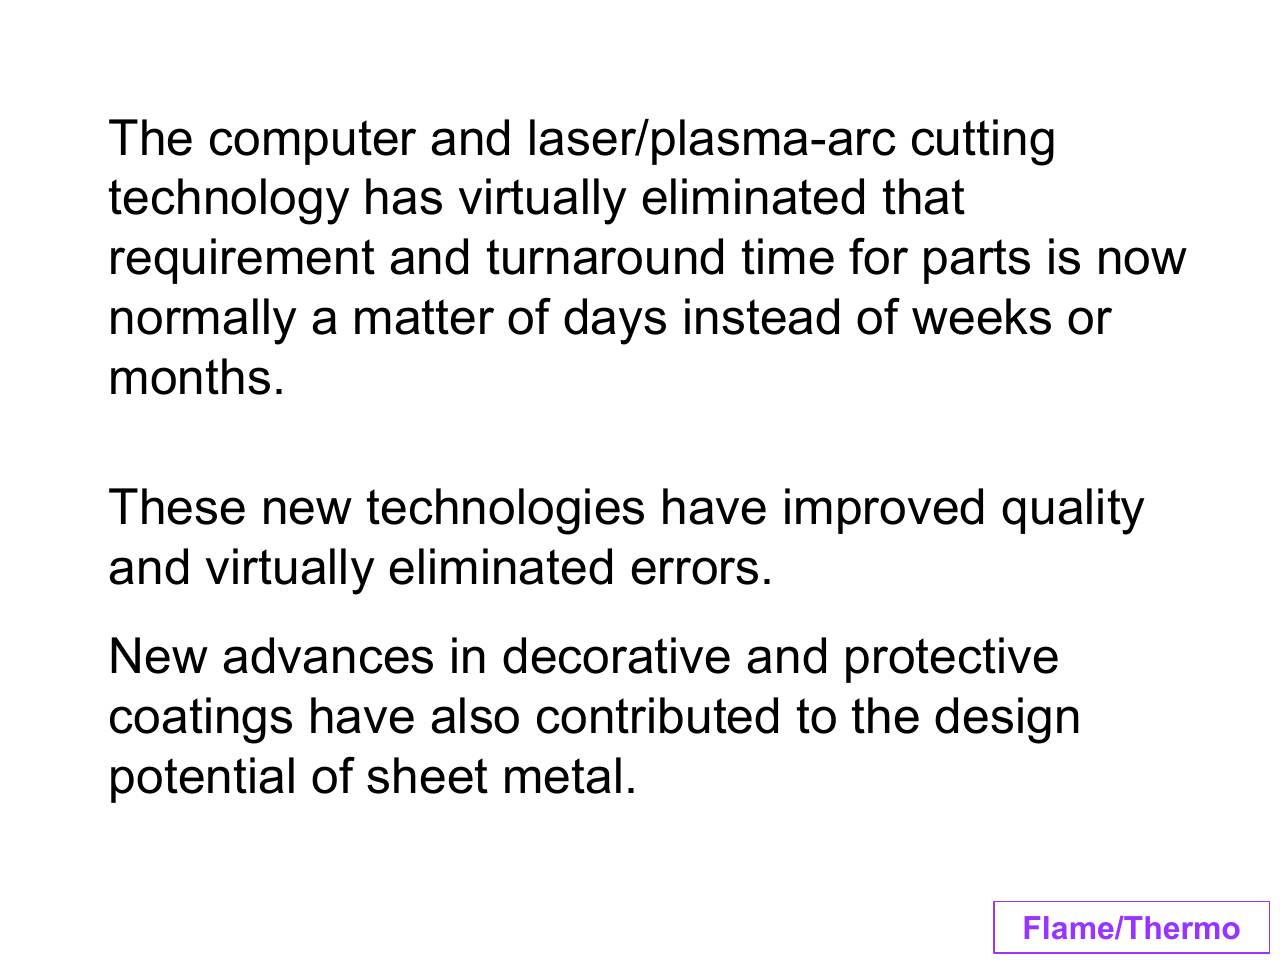 The computer and laser/plasma-arc cutting
technology has virtually eliminated that
requirement and turnaround time for parts is now
normally a matter of days instead of weeks or
months.
These new technologies have improved quality
and virtually eliminated errors.
New advances in decorative and protective
coatings have also contributed to the design
potential of sheet metal.
Flame/Thermo